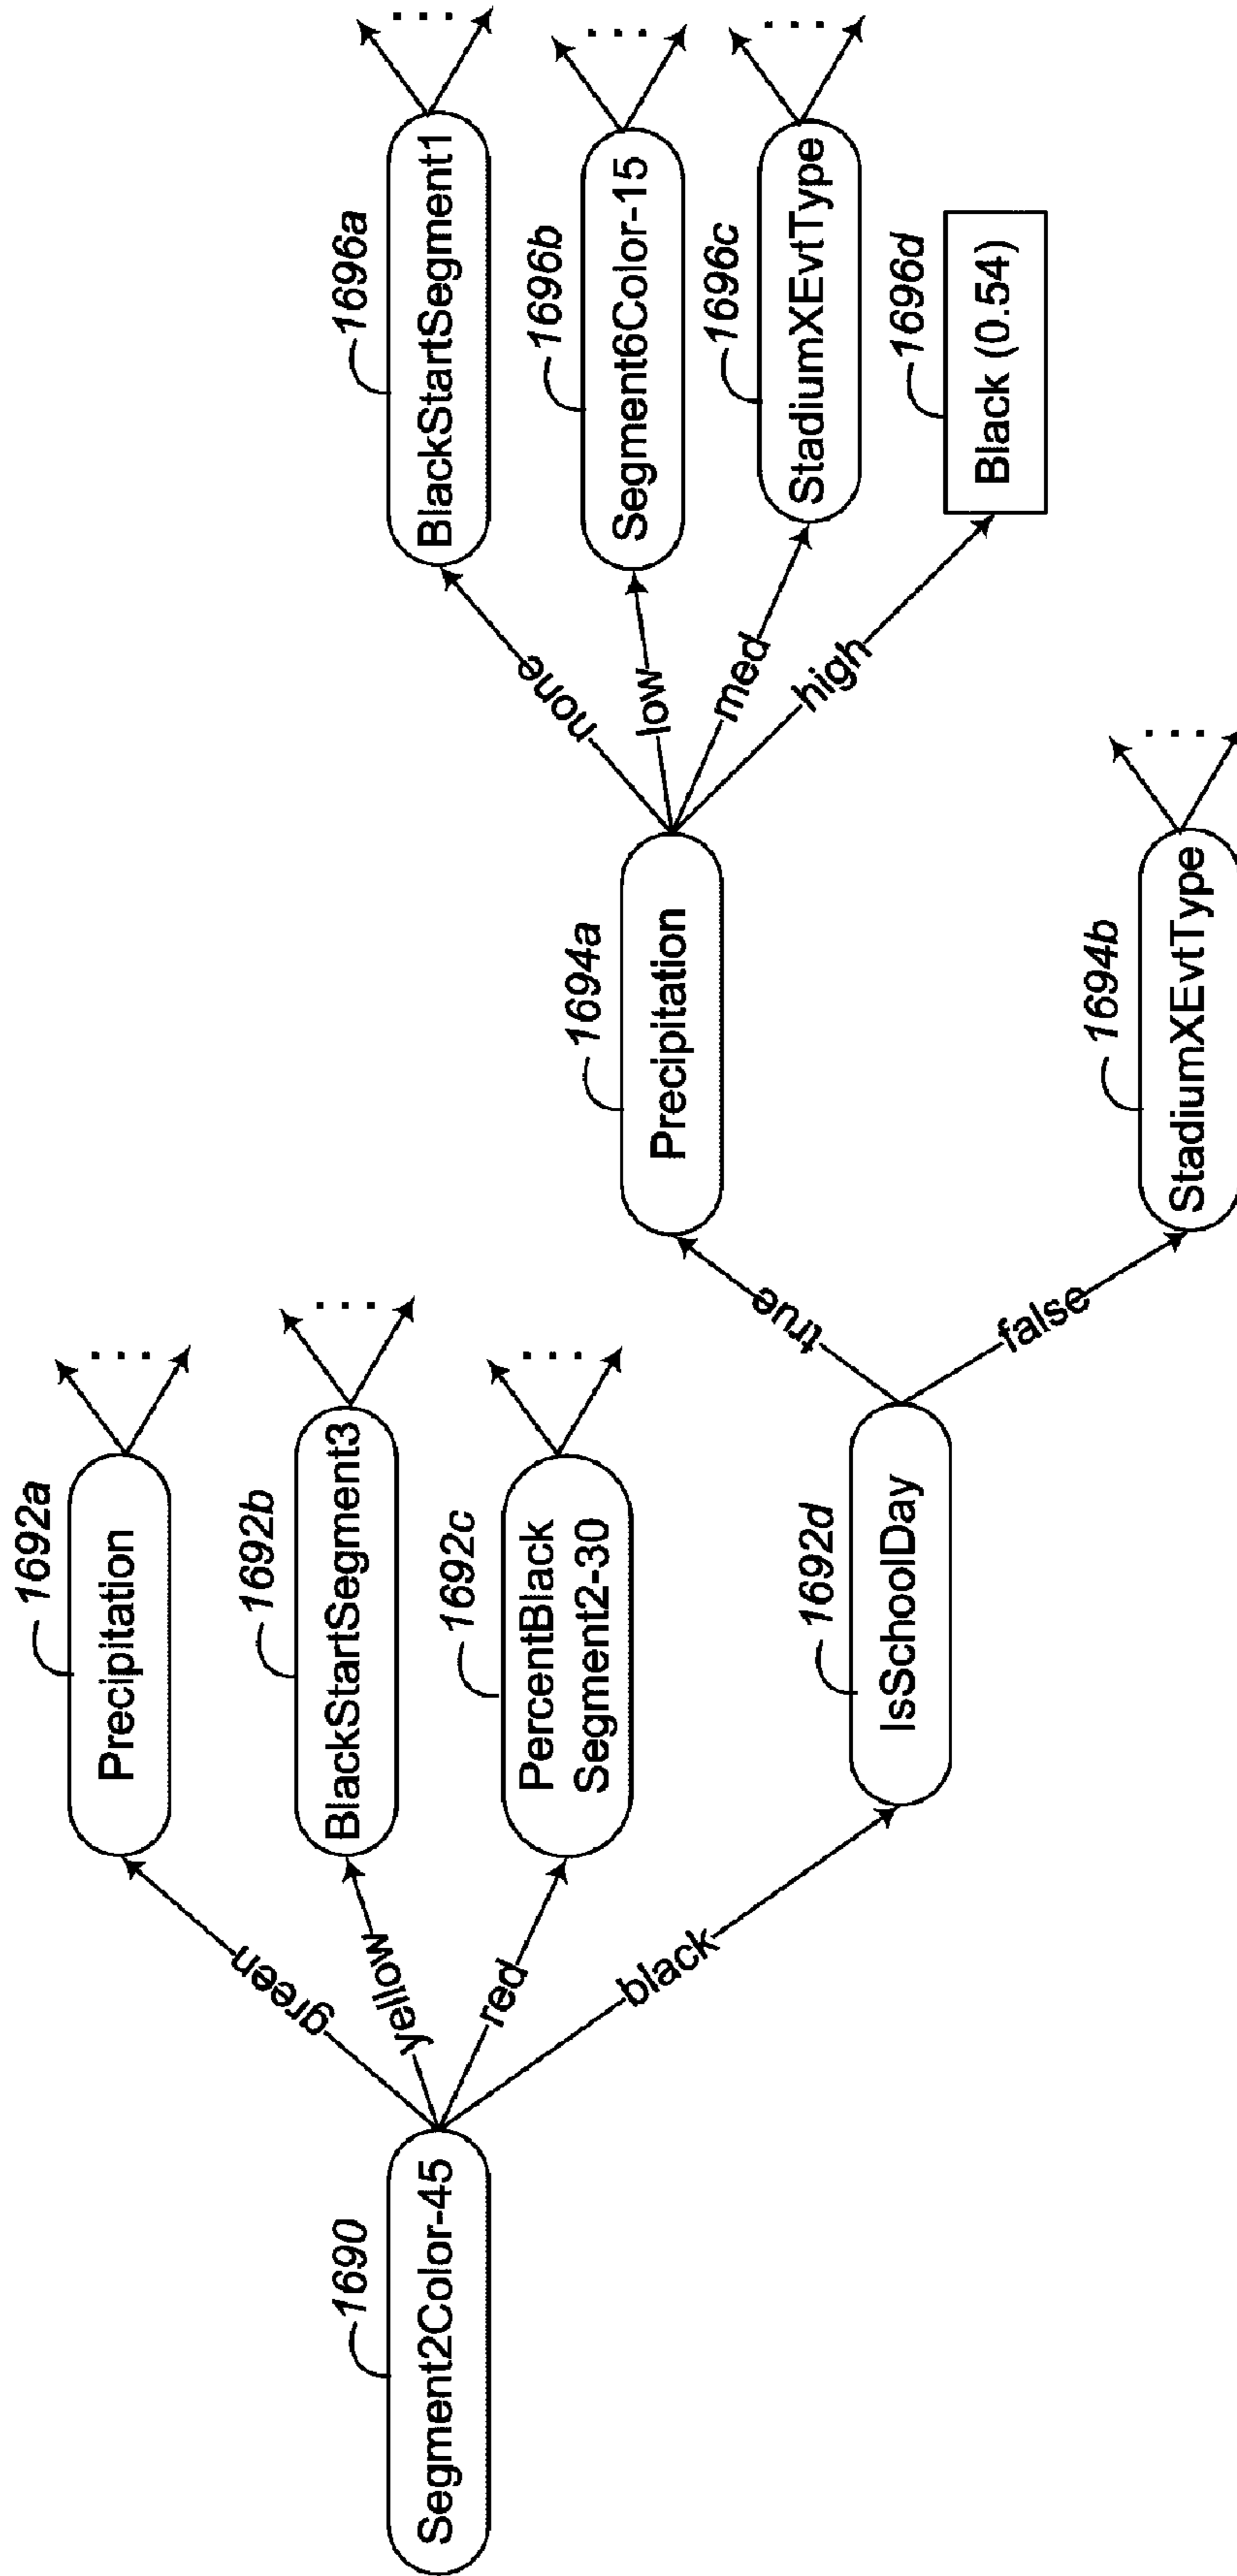 1690
Segment2Color-45
green
yellow
red
black
1692a
Precipitation
1692b
BlackStartSegment3
1692c
PercentBlack
Segment2-30
1692d
IsSchoolDay
true
false
1694a
Precipitation
1694b
StadiumXEvtType
none
low
med
high
1696a
BlackStartSegment1
1696b
Segment6Color-15
1696c
StadiumXEvtType
1696d
Black (0.54)